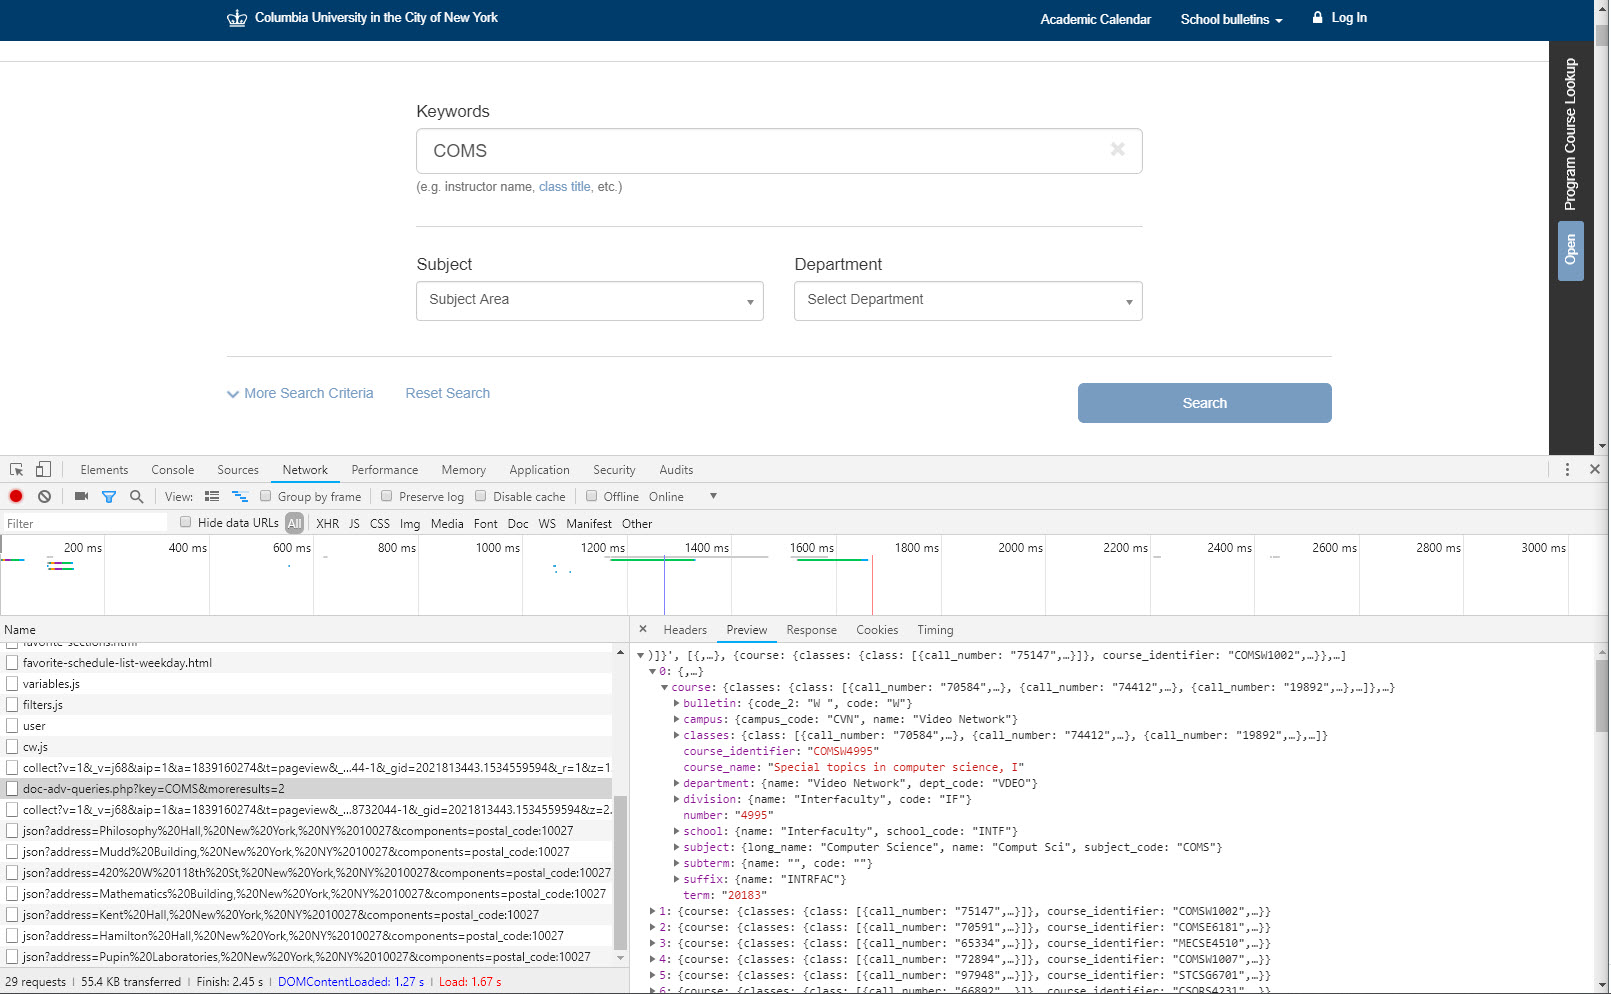 Columbia University in the City of New York
Academic Calendar School bulletins Log In
Program Course Lookup
Open
Keywords
COMS
(e.g. instructor name, class title, etc.)
Subject Department
Subject Area Select Department
More Search Criteria Reset Search Search
Elements Console Sources Network Performance Memory Application Security Audits
View: Group by frame Preserve log Disable cache Offline Online
Filter Hide data URLs All XHR JS CSS Img Media Font Doc WS Manifest Other
200 ms 400 ms 600 ms 800 ms 1000 ms 1200 ms 1400 ms 1600 ms 1800 ms 2000 ms 2200 ms 2400 ms 2600 ms 2800 ms 3000 ms
Name
favorite-sections.html
favorite-schedule-list-weekday.html
variables.js
filters.js
user
cw.js
collect?v=1&_v=j68&aip=1&a=1839160274&t=pageview&_...44-1&_gid=2021813443.1534559594&_r=1&z=1
doc-adv-queries.php?key=COMS&moreresults=2
collect?v=1&_v=j68&aip=1&a=1839160274&t=pageview&_...8732044-1&_gid=2021813443.1534559594&z=2.
json?address=Philosophy%20Hall,%20New%20York,%20NY%2010027&components=postal_code:10027
json?address=Mudd%20Building,%20New%20York,%20NY%2010027&components=postal_code:10027
json?address=420%20W%20118th%20St,%20New%20York,%20NY%2010027&components=postal_code:10027
json?address=Mathematics%20Building,%20New%20York,%20NY%2010027&components=postal_code:10027
json?address=Kent%20Hall,%20New%20York,%20NY%2010027&components=postal_code:10027
json?address=Hamilton%20Hall,%20New%20York,%20NY%2010027&components=postal_code:10027
json?address=Pupin%20Laboratories,%20New%20York,%20NY%2010027&components=postal_code:10027
29 requests | 55.4 KB transferred | Finish: 2.45 s | DOMContentLoaded: 1.27 s | Load: 1.67 s
Headers Preview Response Cookies Timing
)]}', [{,…}, {course: {classes: {class: [{call_number: "75147",…}]}, course_identifier: "COMSW1002",…}},…]
0: {,…}
course: {classes: {class: [{call_number: "70584",…}, {call_number: "74412",…}, {call_number: "19892",…},…]},…}
bulletin: {code_2: "W ", code: "W"}
campus: {campus_code: "CVN", name: "Video Network"}
classes: {class: [{call_number: "70584",…}, {call_number: "74412",…}, {call_number: "19892",…},…]}
course_identifier: "COMSW4995"
course_name: "Special topics in computer science, I"
department: {name: "Video Network", dept_code: "VDEO"}
division: {name: "Interfaculty", code: "IF"}
number: "4995"
school: {name: "Interfaculty", school_code: "INTF"}
subject: {long_name: "Computer Science", name: "Comput Sci", subject_code: "COMS"}
subterm: {name: "", code: ""}
suffix: {name: "INTRFAC"}
term: "20183"
1: {course: {classes: {class: [{call_number: "75147",…}]}, course_identifier: "COMSW1002",…}}
2: {course: {classes: {class: [{call_number: "70591",…}]}, course_identifier: "COMSE6181",…}}
3: {course: {classes: {class: [{call_number: "65334",…}]}, course_identifier: "MECSE4510",…}}
4: {course: {classes: {class: [{call_number: "72894",…}]}, course_identifier: "COMSW1007",…}}
5: {course: {classes: {class: [{call_number: "97948",…}]}, course_identifier: "STCSG6701",…}}
6: {course: {classes: {class: [{call_number: "66892",…}]}, course_identifier: "CSORS4231",…}}